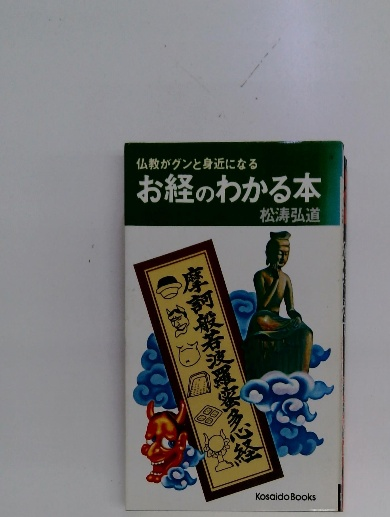 仏教がグンと身近になる
お経のわかる本
松涛弘道
摩訶般若波羅蜜多心経
Kosaido Books